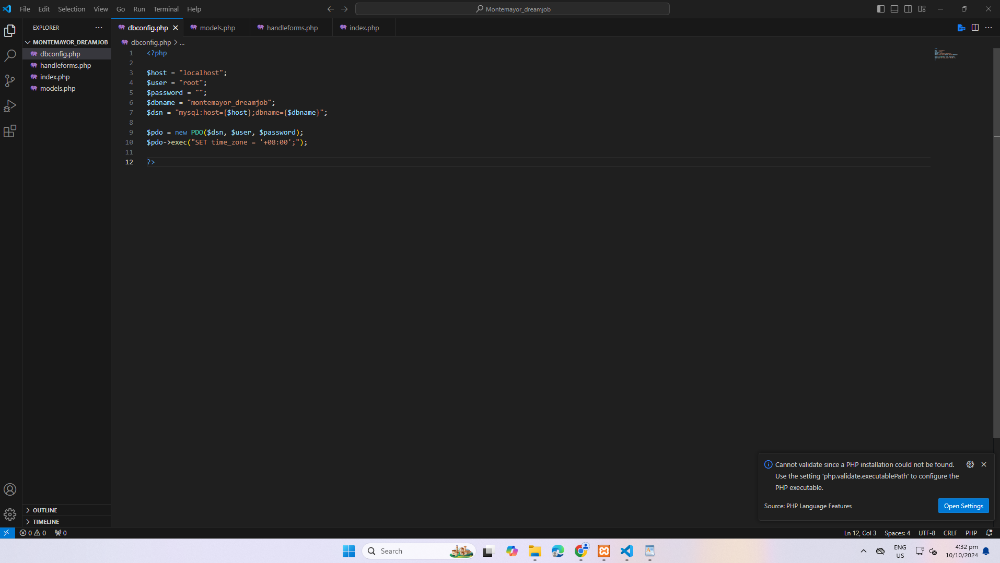 File Edit Selection View Go Run Terminal Help
Montemayor_dreamjob
EXPLORER
MONTEMAYOR_DREAMJOB
dbconfig.php
handleforms.php
index.php
models.php
OUTLINE
TIMELINE
dbconfig.php models.php handleforms.php index.php
dbconfig.php > ...
1 <?php
2
3 $host = "localhost";
4 $user = "root";
5 $password = "";
6 $dbname = "montemayor_dreamjob";
7 $dsn = "mysql:host={$host};dbname={$dbname}";
8
9 $pdo = new PDO($dsn, $user, $password);
10 $pdo->exec("SET time_zone = '+08:00';");
11
12 ?>
Cannot validate since a PHP installation could not be found.
Use the setting 'php.validate.executablePath' to configure the
PHP executable.
Source: PHP Language Features
Open Settings
0 0 0
Ln 12, Col 3 Spaces: 4 UTF-8 CRLF PHP
Search
ENG
US
4:32 pm
10/10/2024